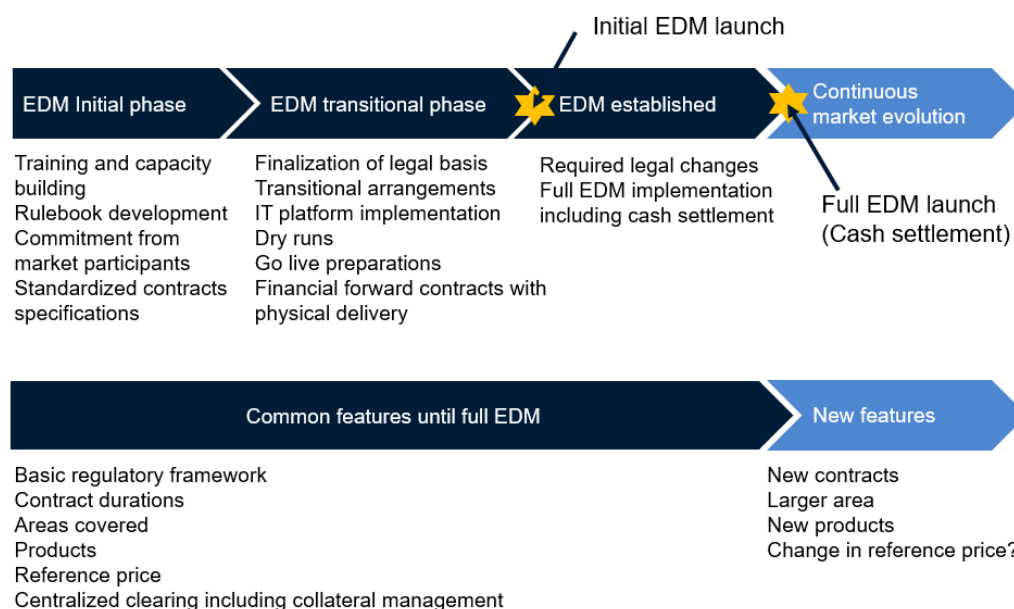 Initial EDM launch
EDM Initial phase
EDM transitional phase
EDM established
Continuous
market evolution
Training and capacity
building
Rulebook development
Commitment from
market participants
Standardized contracts
specifications
Finalization of legal basis
Transitional arrangements
IT platform implementation
Dry runs
Go live preparations
Financial forward contracts with
physical delivery
Required legal changes
Full EDM implementation
including cash settlement
Full EDM launch
(Cash settlement)
Common features until full EDM
New features
Basic regulatory framework
Contract durations
Areas covered
Products
Reference price
Centralized clearing including collateral management
New contracts
Larger area
New products
Change in reference price?